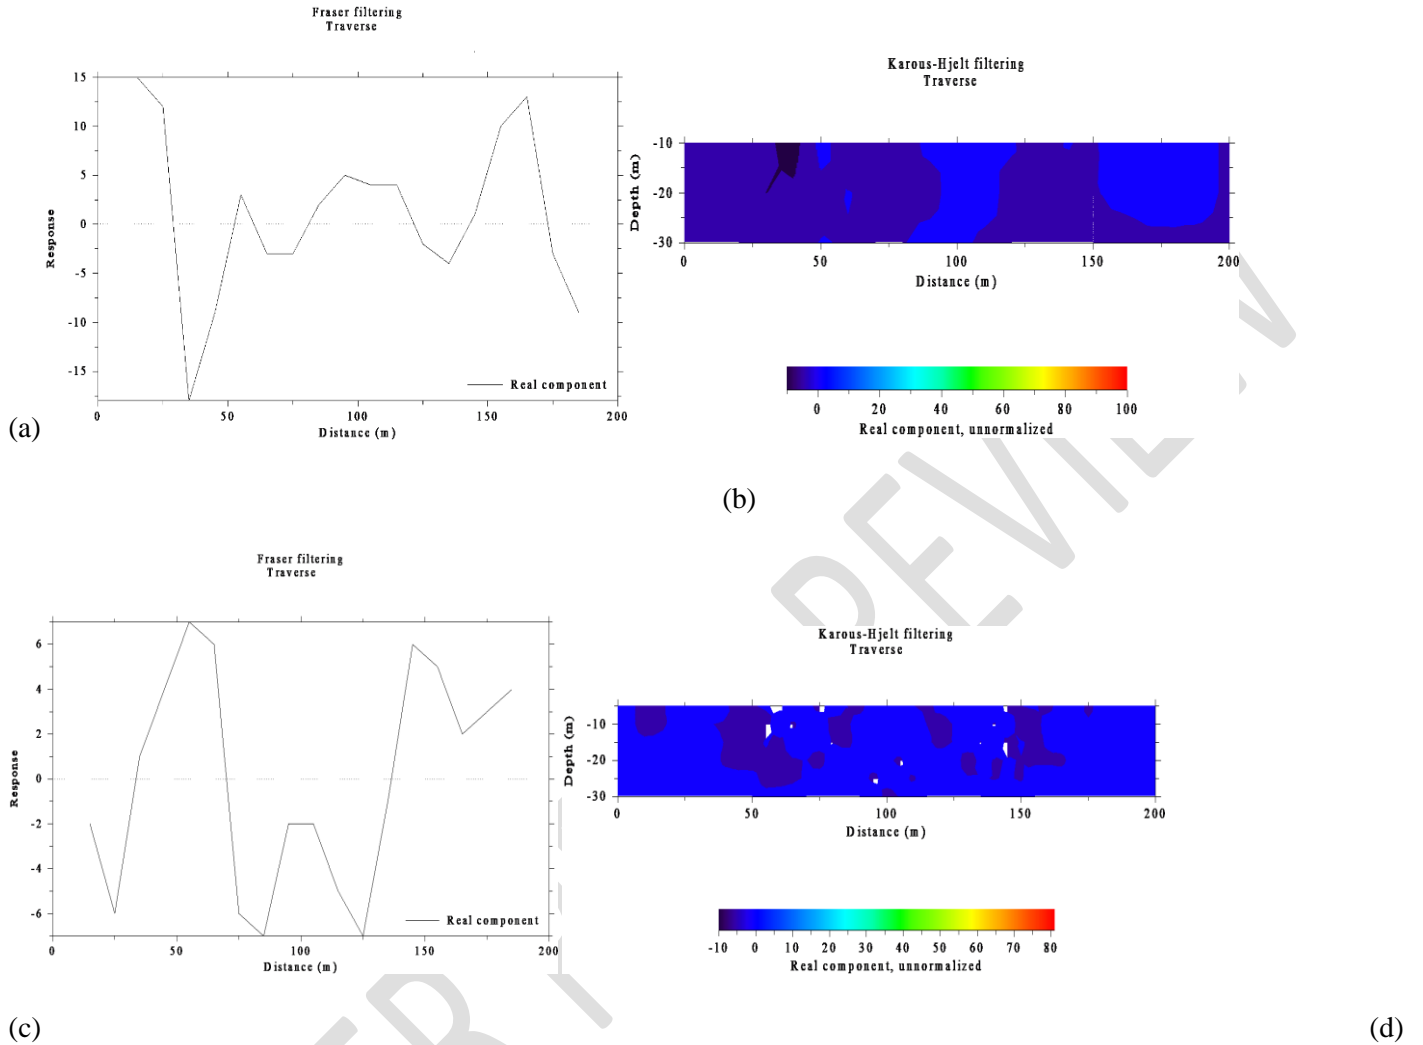 Fraser filtering
Traverse
15
10
5
0
-5
-10
-15
Response
Real component
0
50
100
150
200
Distance (m)
(a)
Karous-Hjelt filtering
Traverse
-10
-20
-30
Depth (m)
0
50
100
150
200
Distance (m)
0
20
40
60
80
100
Real component, unnormalized
(b)
Fraser filtering
Traverse
6
4
2
0
-2
-4
-6
Response
Real component
0
50
100
150
200
Distance (m)
(c)
Karous-Hjelt filtering
Traverse
-10
-20
-30
Depth (m)
0
50
100
150
200
Distance (m)
-10
0
10
20
30
40
50
60
70
80
Real component, unnormalized
(d)